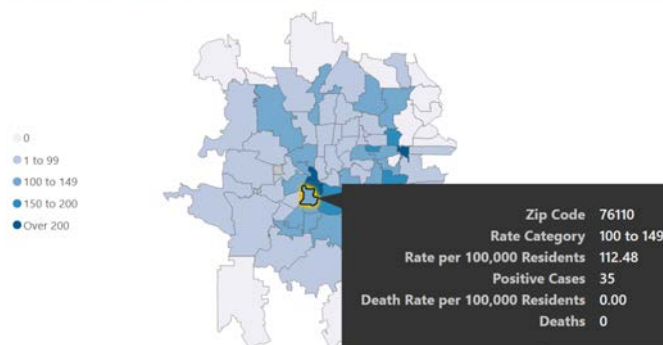 0
1 to 99
100 to 149
150 to 200
Over 200
Zip Code 76110
Rate Category 100 to 149
Rate per 100,000 Residents 112.48
Positive Cases 35
Death Rate per 100,000 Residents 0.00
Deaths 0